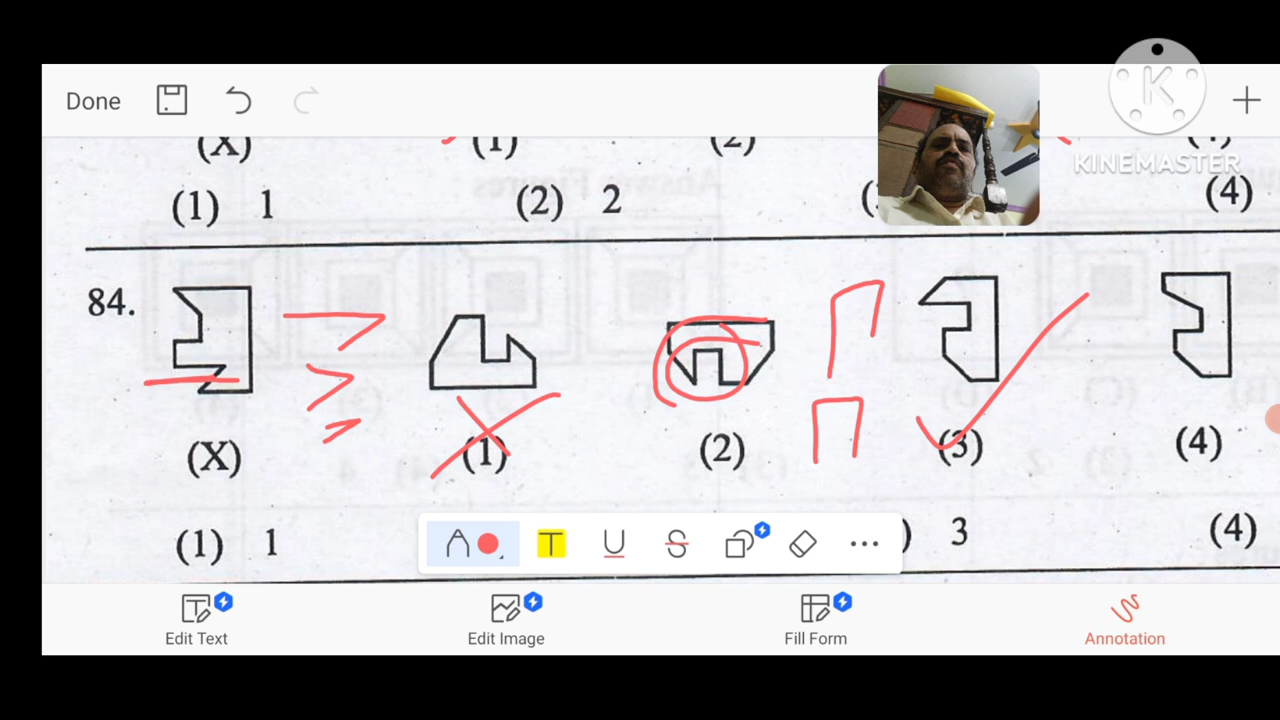 Done
KINEMASTER
(X) (1) (2)
(1) 1 (2) 2 (4)
84.
(X) (1) (2) (3) (4)
(1) 1 ) 3 (4)
A T U S ...
Edit Text Edit Image Fill Form Annotation